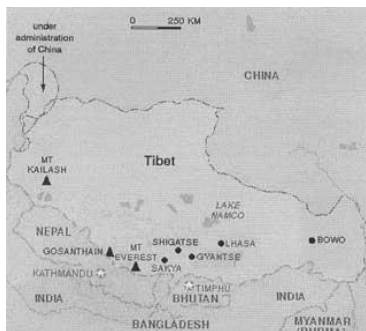 under
administration
of China
0 250 KM
CHINA
MT
KAILASH
Tibet
LAKE
NAMCO
NEPAL
GOSANTHAIN
MT
EVEREST
SHIGATSE
LHASA
BOWO
SAKYA
GYANTSE
KATHMANDU
TIMPHU
INDIA
BHUTAN
INDIA
BANGLADESH
MYANMAR
(BURMA)